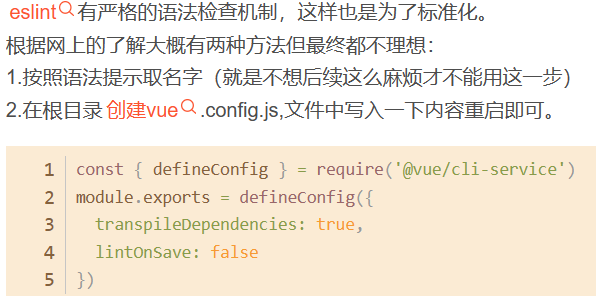 eslint有严格的语法检查机制，这样也是为了标准化。
根据网上的了解大概有两种方法但最终都不理想：
1.按照语法提示取名字（就是不想后续这么麻烦才不能用这一步）
2.在根目录 创建vue .config.js,文件中写入一下内容重启即可。
1 const { defineConfig } = require('@vue/cli-service')
2 module.exports = defineConfig({
3   transpileDependencies: true,
4   lintOnSave: false
5 })